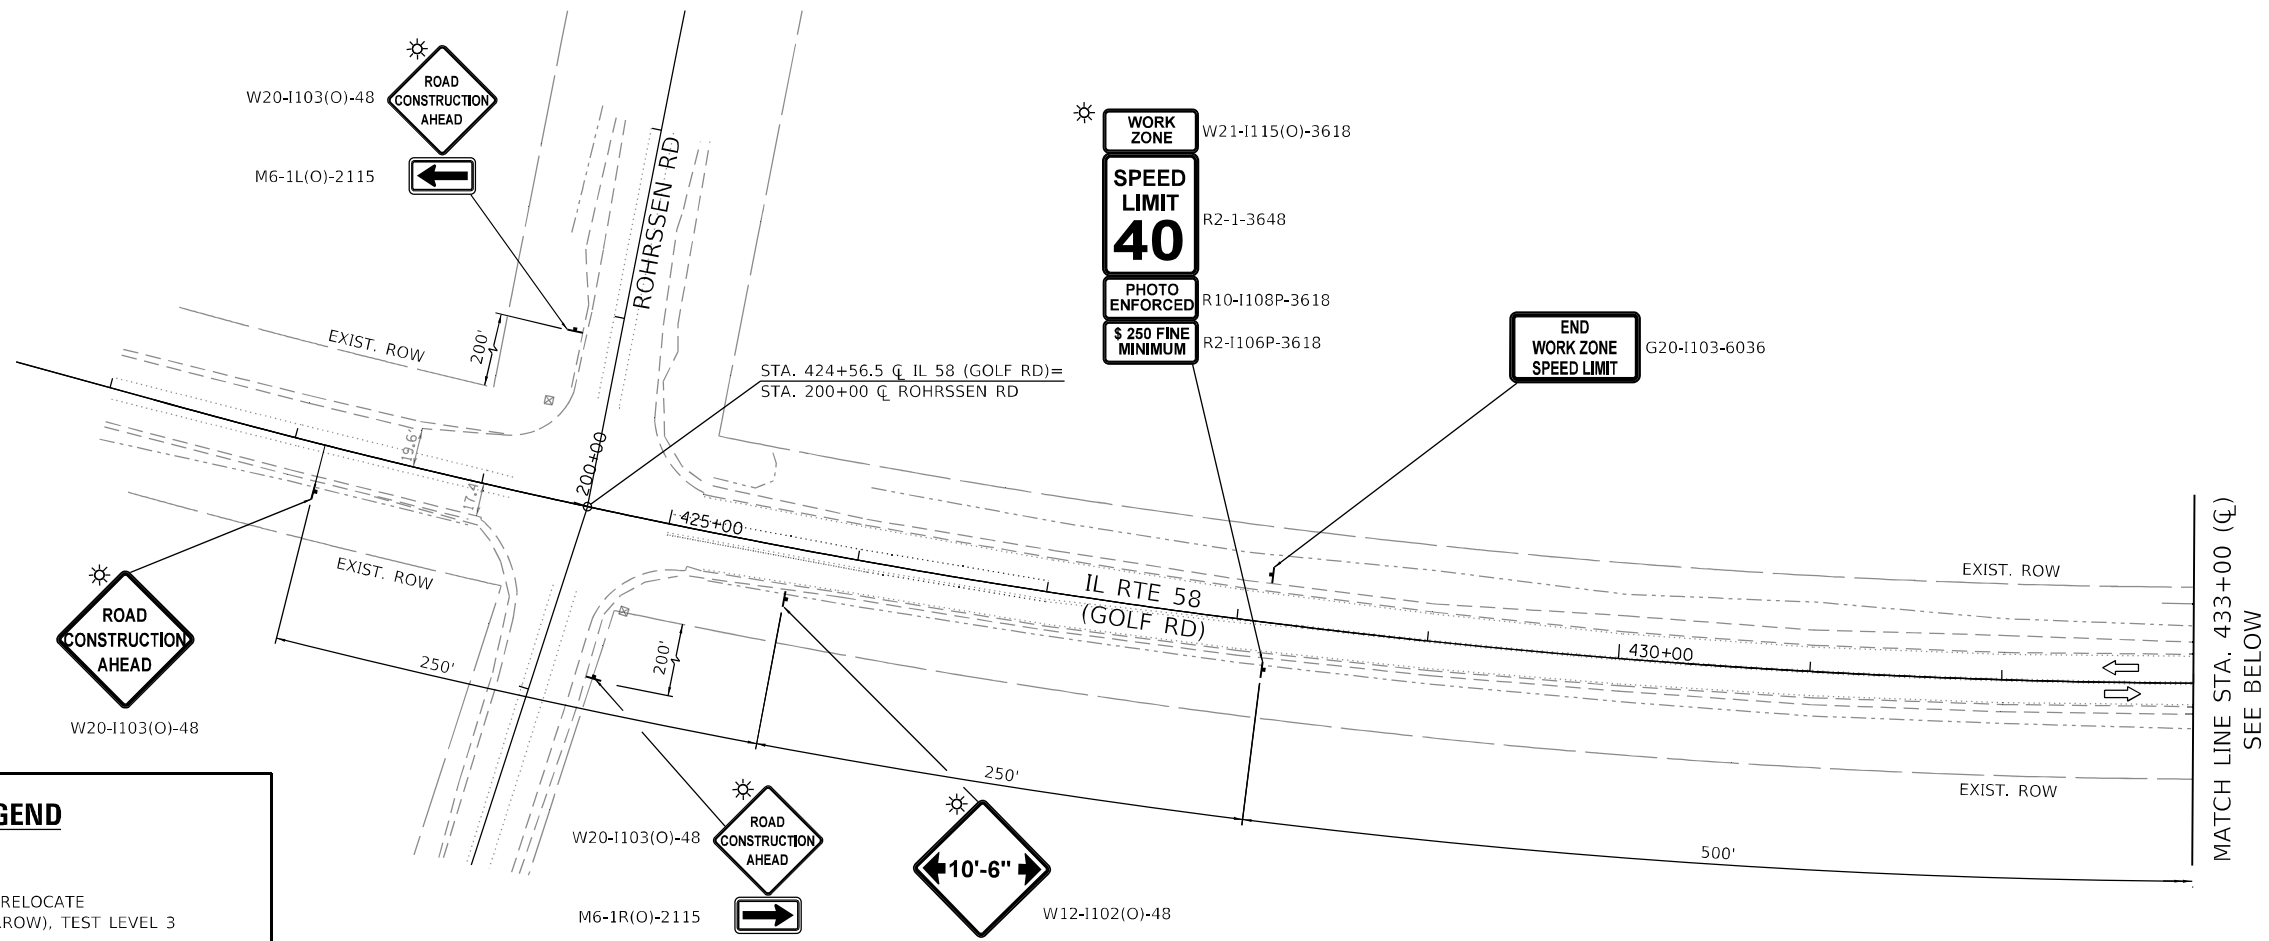 W20-I103(O)-48
ROAD
CONSTRUCTION
AHEAD
M6-1L(O)-2115
ROHRSSEN RD
WORK
ZONE
W21-I115(O)-3618
SPEED
LIMIT
40
R2-1-3648
PHOTO
ENFORCED
R10-I108P-3618
$ 250 FINE
MINIMUM
R2-I106P-3618
END
WORK ZONE
SPEED LIMIT
G20-I103-6036
EXIST. ROW
200'
STA. 424+56.5 ℄ IL 58 (GOLF RD)=
STA. 200+00 ℄ ROHRSSEN RD
19.6'
17.4'
200+00
425+00
EXIST. ROW
IL RTE 58
(GOLF RD)
430+00
EXIST. ROW
MATCH LINE STA. 433+00 (℄)
SEE BELOW
ROAD
CONSTRUCTION
AHEAD
W20-I103(O)-48
250'
200'
250'
500'
EXIST. ROW
W20-I103(O)-48
ROAD
CONSTRUCTION
AHEAD
M6-1R(O)-2115
10'-6"
W12-I102(O)-48
GEND
RELOCATE
ROW), TEST LEVEL 3